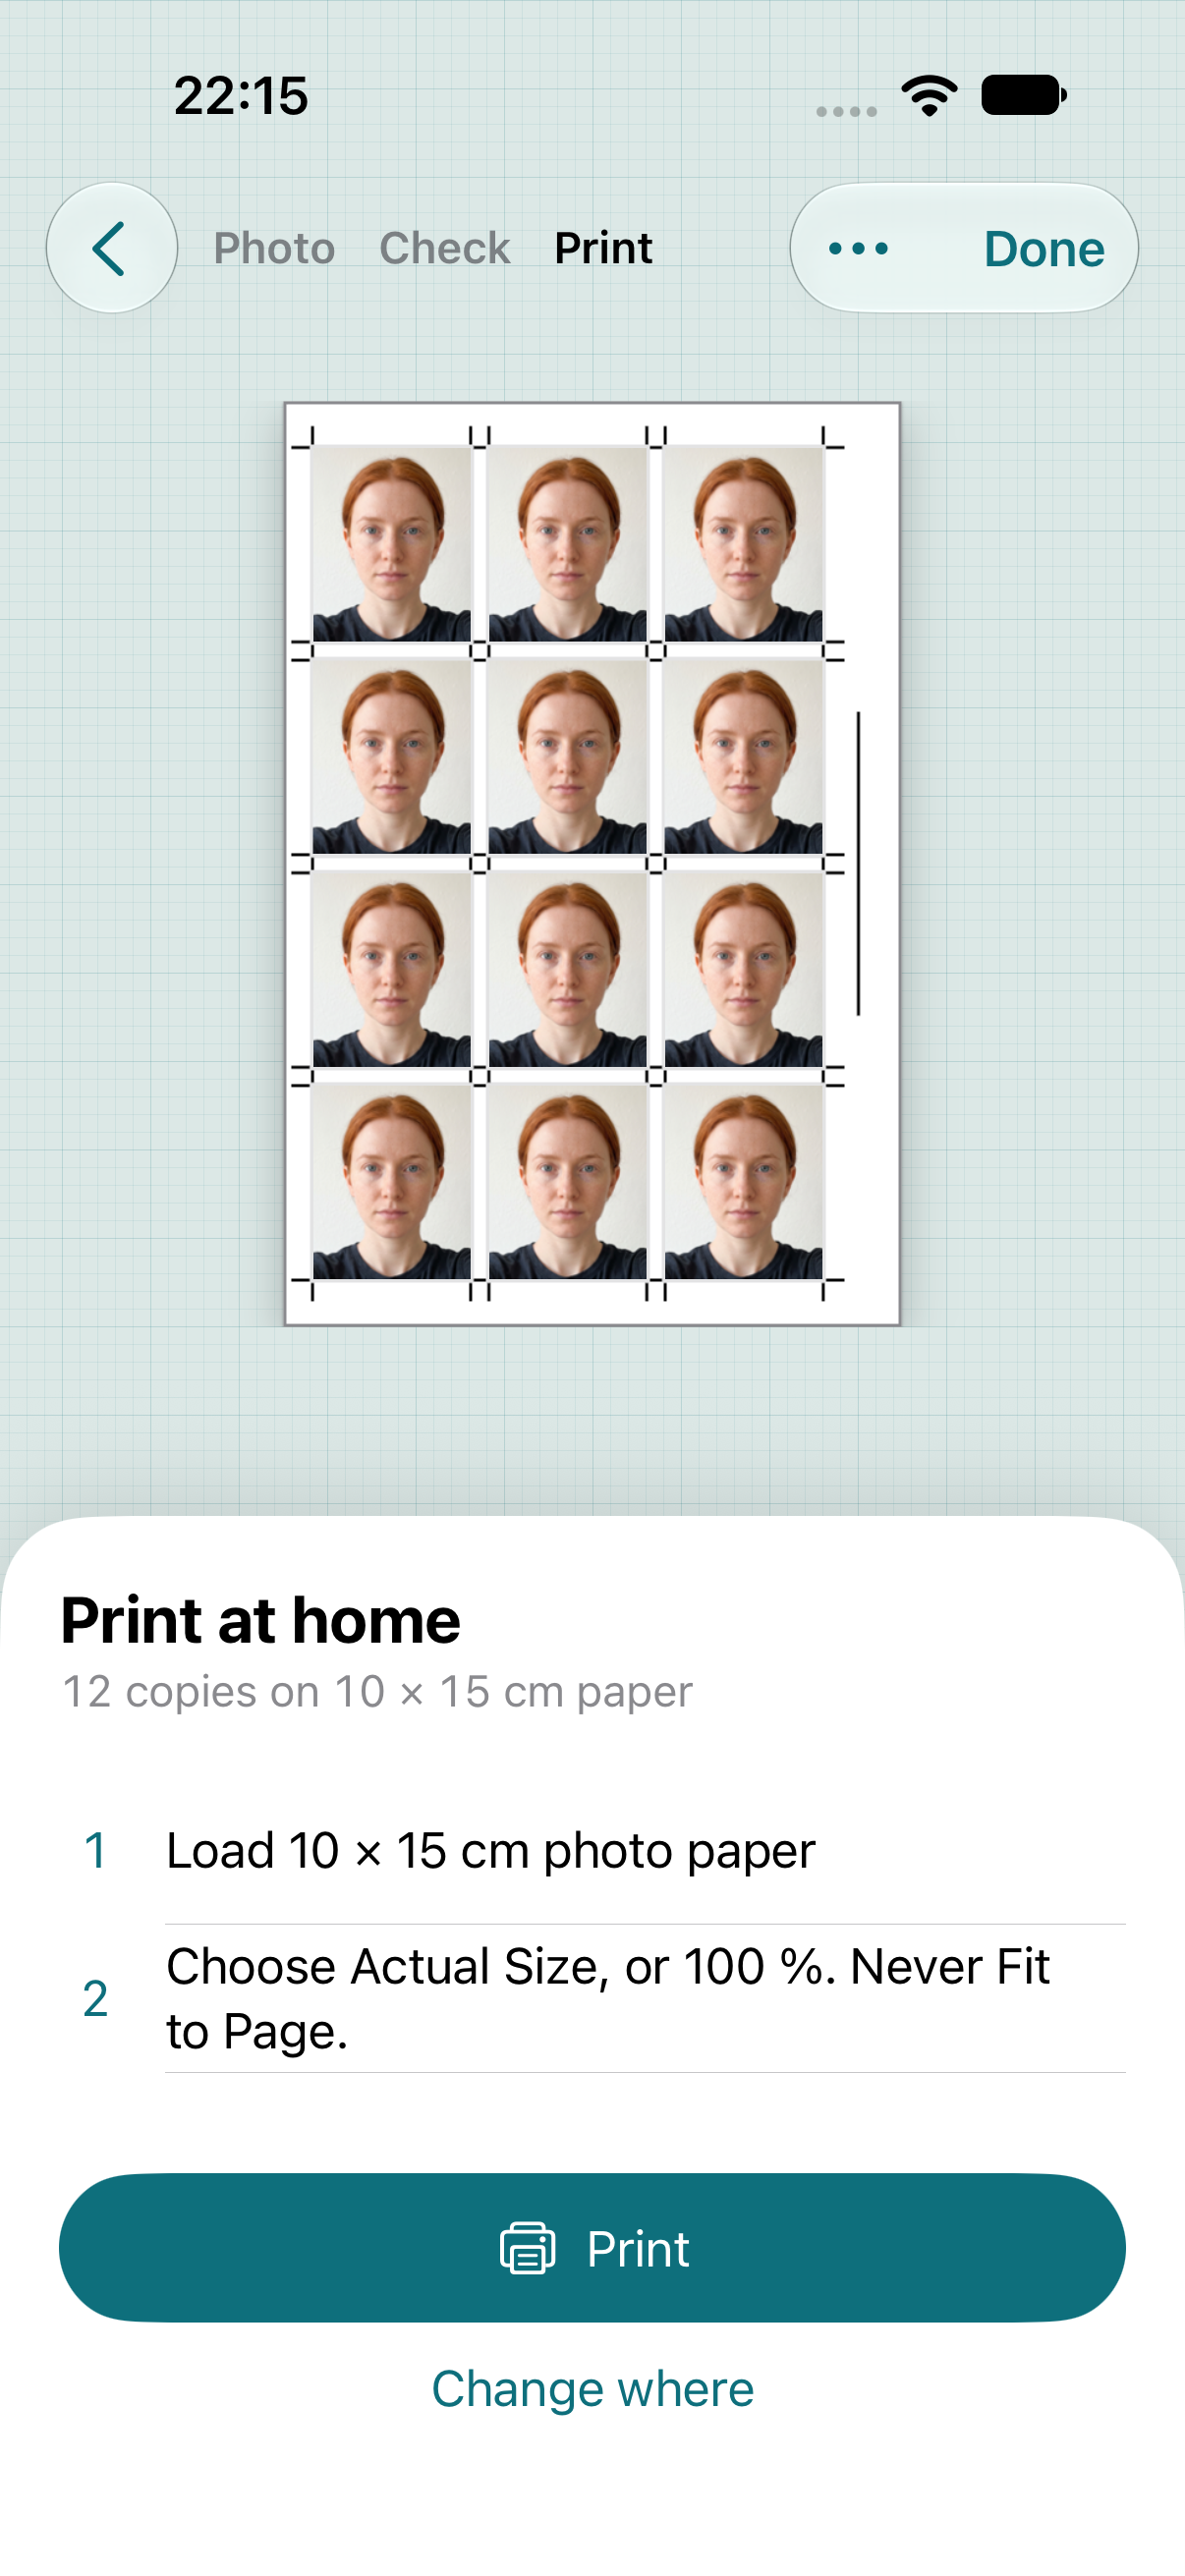 22:15
Photo Check Print
Done
Print at home
12 copies on 10 × 15 cm paper
1 Load 10 × 15 cm photo paper
2 Choose Actual Size, or 100 %. Never Fit
to Page.
Print
Change where